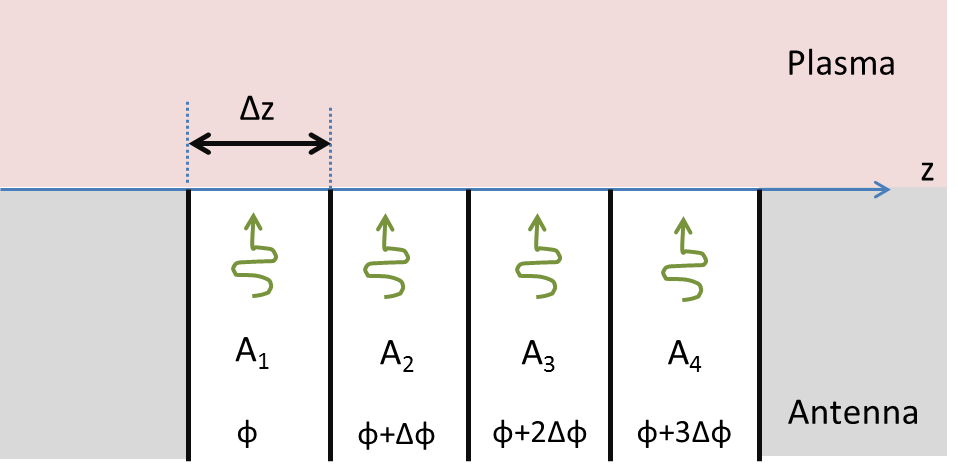 Plasma
Δz
z
A₁ A₂ A₃ A₄
Antenna
ϕ ϕ+Δϕ ϕ+2Δϕ ϕ+3Δϕ